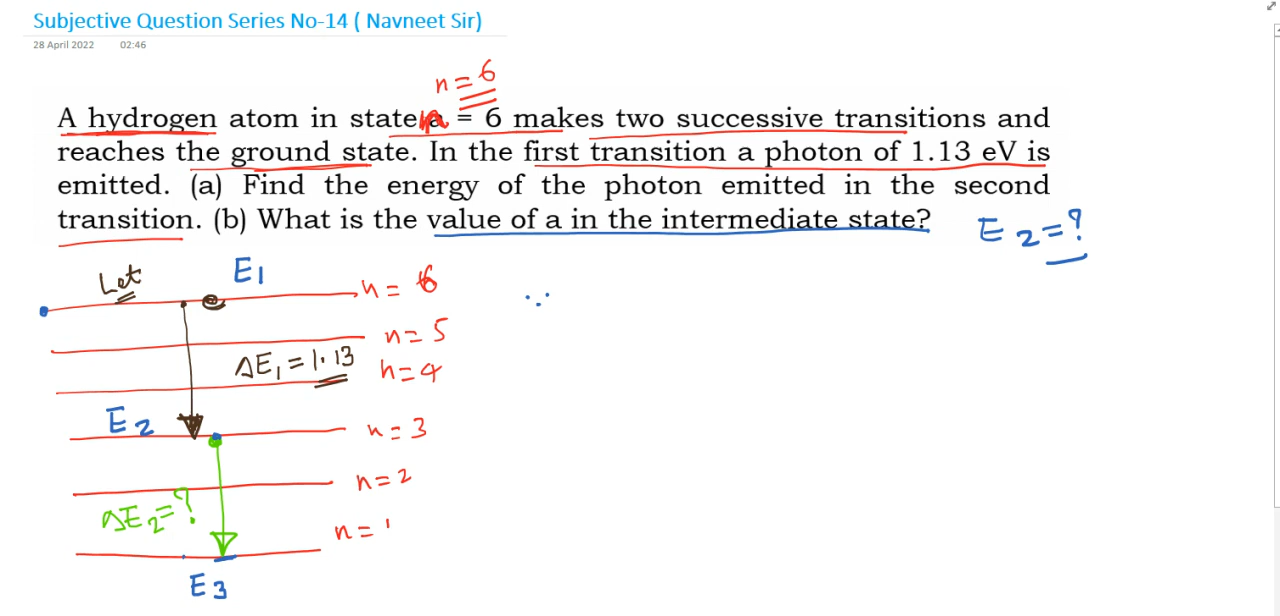 Subjective Question Series No-14 ( Navneet Sir)
28 April 2022 02:46
n = 6
A hydrogen atom in state n = 6 makes two successive transitions and
reaches the ground state. In the first transition a photon of 1.13 eV is
emitted. (a) Find the energy of the photon emitted in the second
transition. (b) What is the value of a in the intermediate state?
E2 = ?
Let E1
n = 6
n = 5
ΔE1 = 1.13
n = 4
E2
n = 3
n = 2
ΔE2 = ?
n = 1
E3